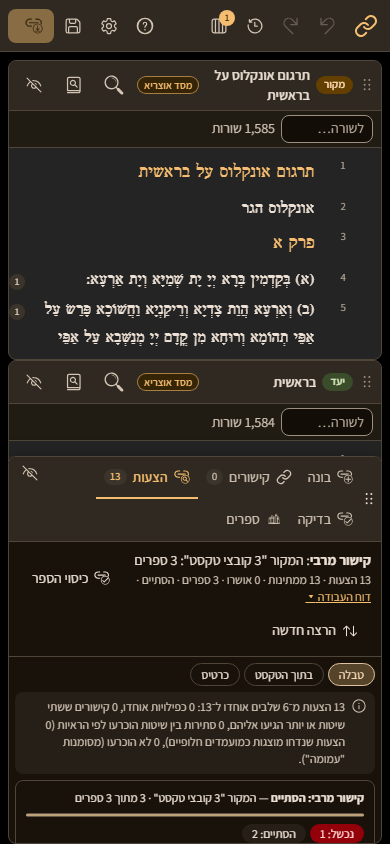 1
מקור
תרגום אונקלוס על
בראשית
מסד אוצריא
לשורה...
1,585 שורות
1 תרגום אונקלוס על בראשית
2 אונקלוס הגר
3 פרק א
4 (א) בְּקַדְמִין בְּרָא יְיָ יָת שְׁמַיָּא וְיָת אַרְעָא: 1
5 (ב) וְאַרְעָא הֲוַת צָדְיָא וְרֵיקַנְיָא וַחֲשׁוֹכָא פָּרֵשׂ עַל 1
אַפֵּי תְהוֹמָא וְרוּחָא מִן קֳדָם יְיָ מְנַשְּׁבָא עַל אַפֵּי
יעד
בראשית
מסד אוצריא
לשורה...
1,584 שורות
בונה
קישורים 0
הצעות 13
בדיקה
ספרים
קישור מרבי: המקור "3 קובצי טקסט": 3 ספרים
13 הצעות · 13 ממתינות · 0 אושרו · 3 ספרים · הסתיים ·
דוח העבודה
כיסוי הספר
הרצה חדשה
טבלה
בתוך הטקסט
כרטיס
13 הצעות מ־6 שלבים אוחדו ל־13: 0 כפילויות אוחדו, 0 קישורים ששתי
שיטות או יותר הגיעו אליהם, 0 סתירות בין שיטות הוכרעו לפי הראיות (0
הצעות שנדחו מוצגות כמועמדים חלופיים), 0 לא הוכרעו (מסומנות
"עמומה").
קישור מרבי: הסתיים — המקור "3 קובצי טקסט" · 3 מתוך 3 ספרים
נכשל: 1
הסתיים: 2